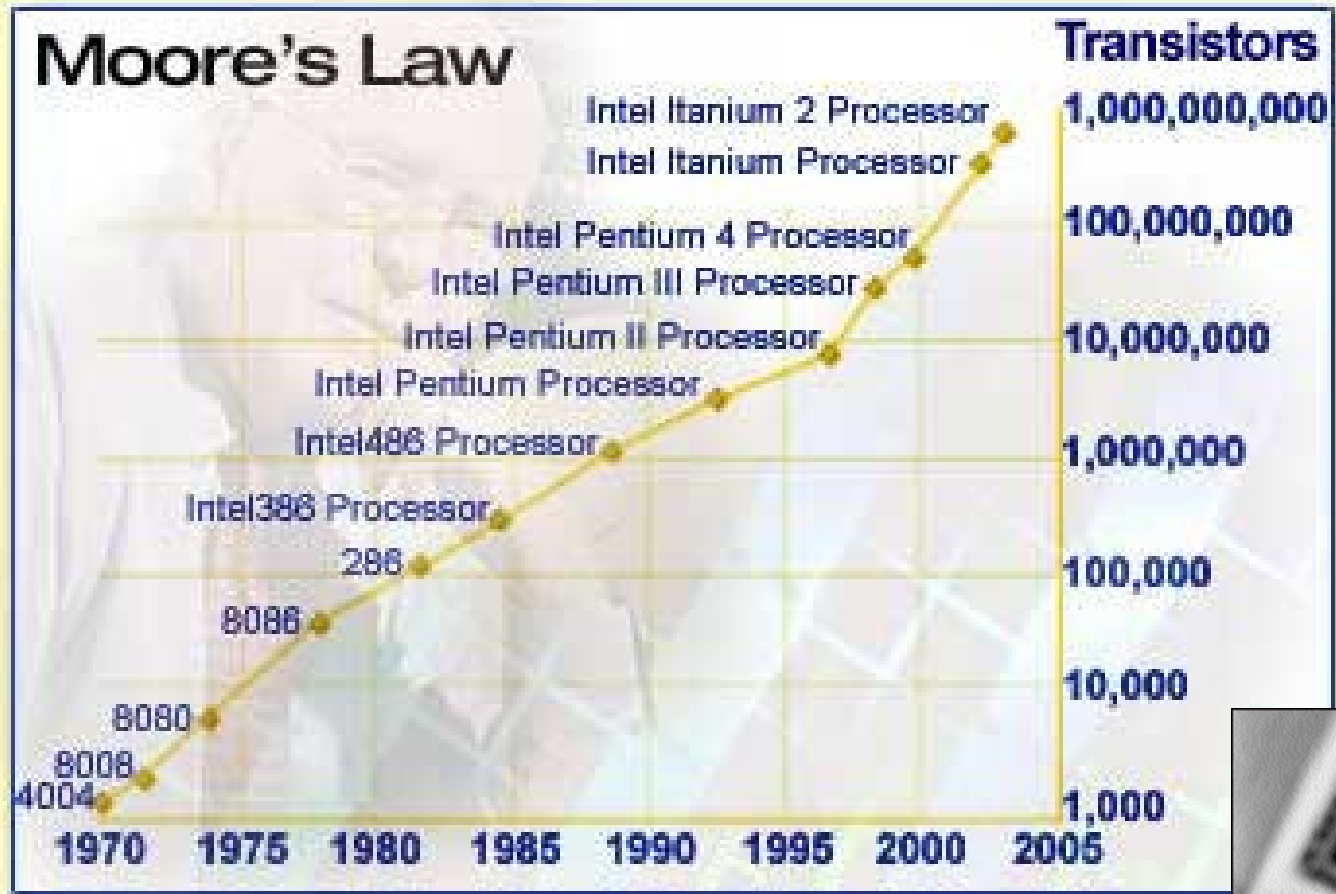 Moore's Law
Transistors
Intel Itanium 2 Processor
1,000,000,000
Intel Itanium Processor
Intel Pentium 4 Processor
100,000,000
Intel Pentium III Processor
Intel Pentium II Processor
10,000,000
Intel Pentium Processor
Intel486 Processor
1,000,000
Intel386 Processor
286
100,000
8086
10,000
8080
8008
4004
1,000
1970 1975 1980 1985 1990 1995 2000 2005